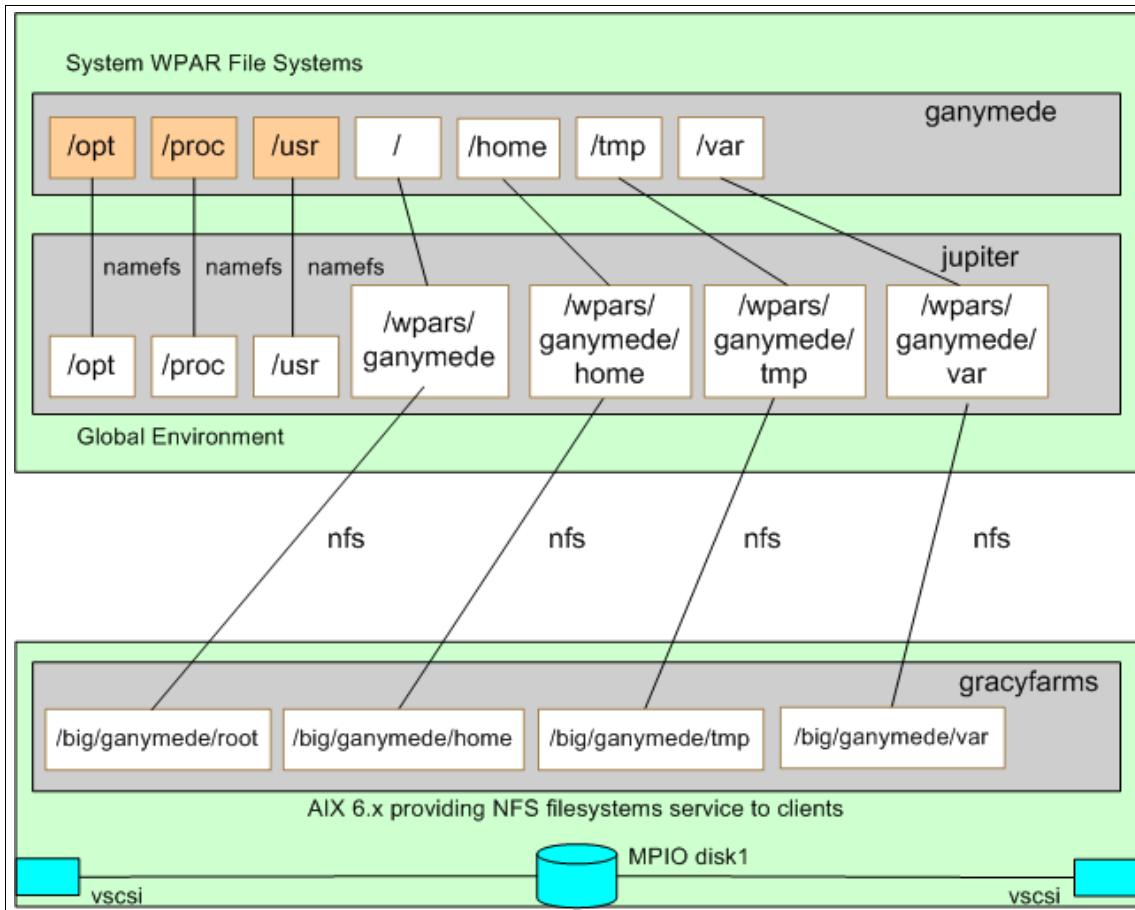 System WPAR File Systems
ganymede
/opt
/proc
/usr
/
/home
/tmp
/var
jupiter
namefs
namefs
namefs
/opt
/proc
/usr
/wpars/
ganymede
/wpars/
ganymede/
home
/wpars/
ganymede/
tmp
/wpars/
ganymede/
var
Global Environment
nfs
nfs
nfs
nfs
gracyfarms
/big/ganymede/root
/big/ganymede/home
/big/ganymede/tmp
/big/ganymede/var
AIX 6.x providing NFS filesystems service to clients
MPIO disk1
vscsi
vscsi